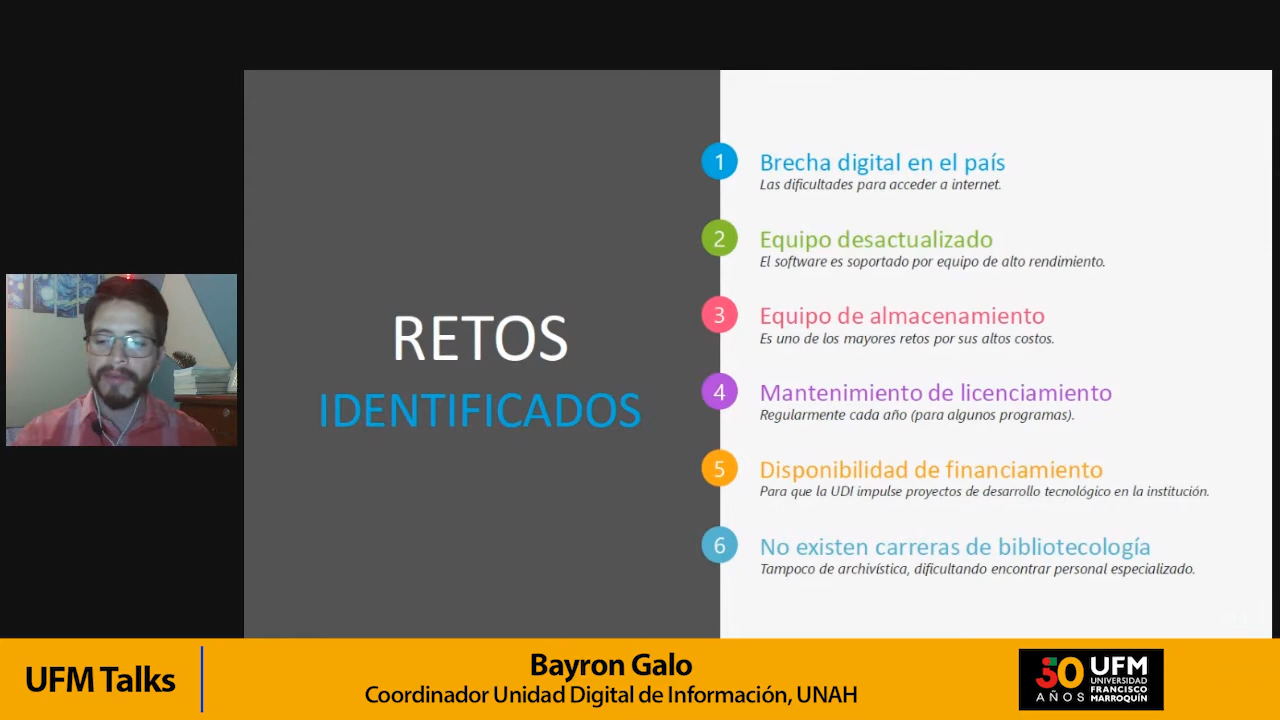 RETOS
IDENTIFICADOS
1
Brecha digital en el país
Las dificultades para acceder a internet.
2
Equipo desactualizado
El software es soportado por equipo de alto rendimiento.
3
Equipo de almacenamiento
Es uno de los mayores retos por sus altos costos.
4
Mantenimiento de licenciamiento
Regularmente cada año (para algunos programas).
5
Disponibilidad de financiamiento
Para que la UDI impulse proyectos de desarrollo tecnológico en la institución.
6
No existen carreras de bibliotecología
Tampoco de archivística, dificultando encontrar personal especializado.
UFM Talks
Bayron Galo
Coordinador Unidad Digital de Información, UNAH
50
AÑOS
UFM
UNIVERSIDAD
FRANCISCO
MARROQUÍN